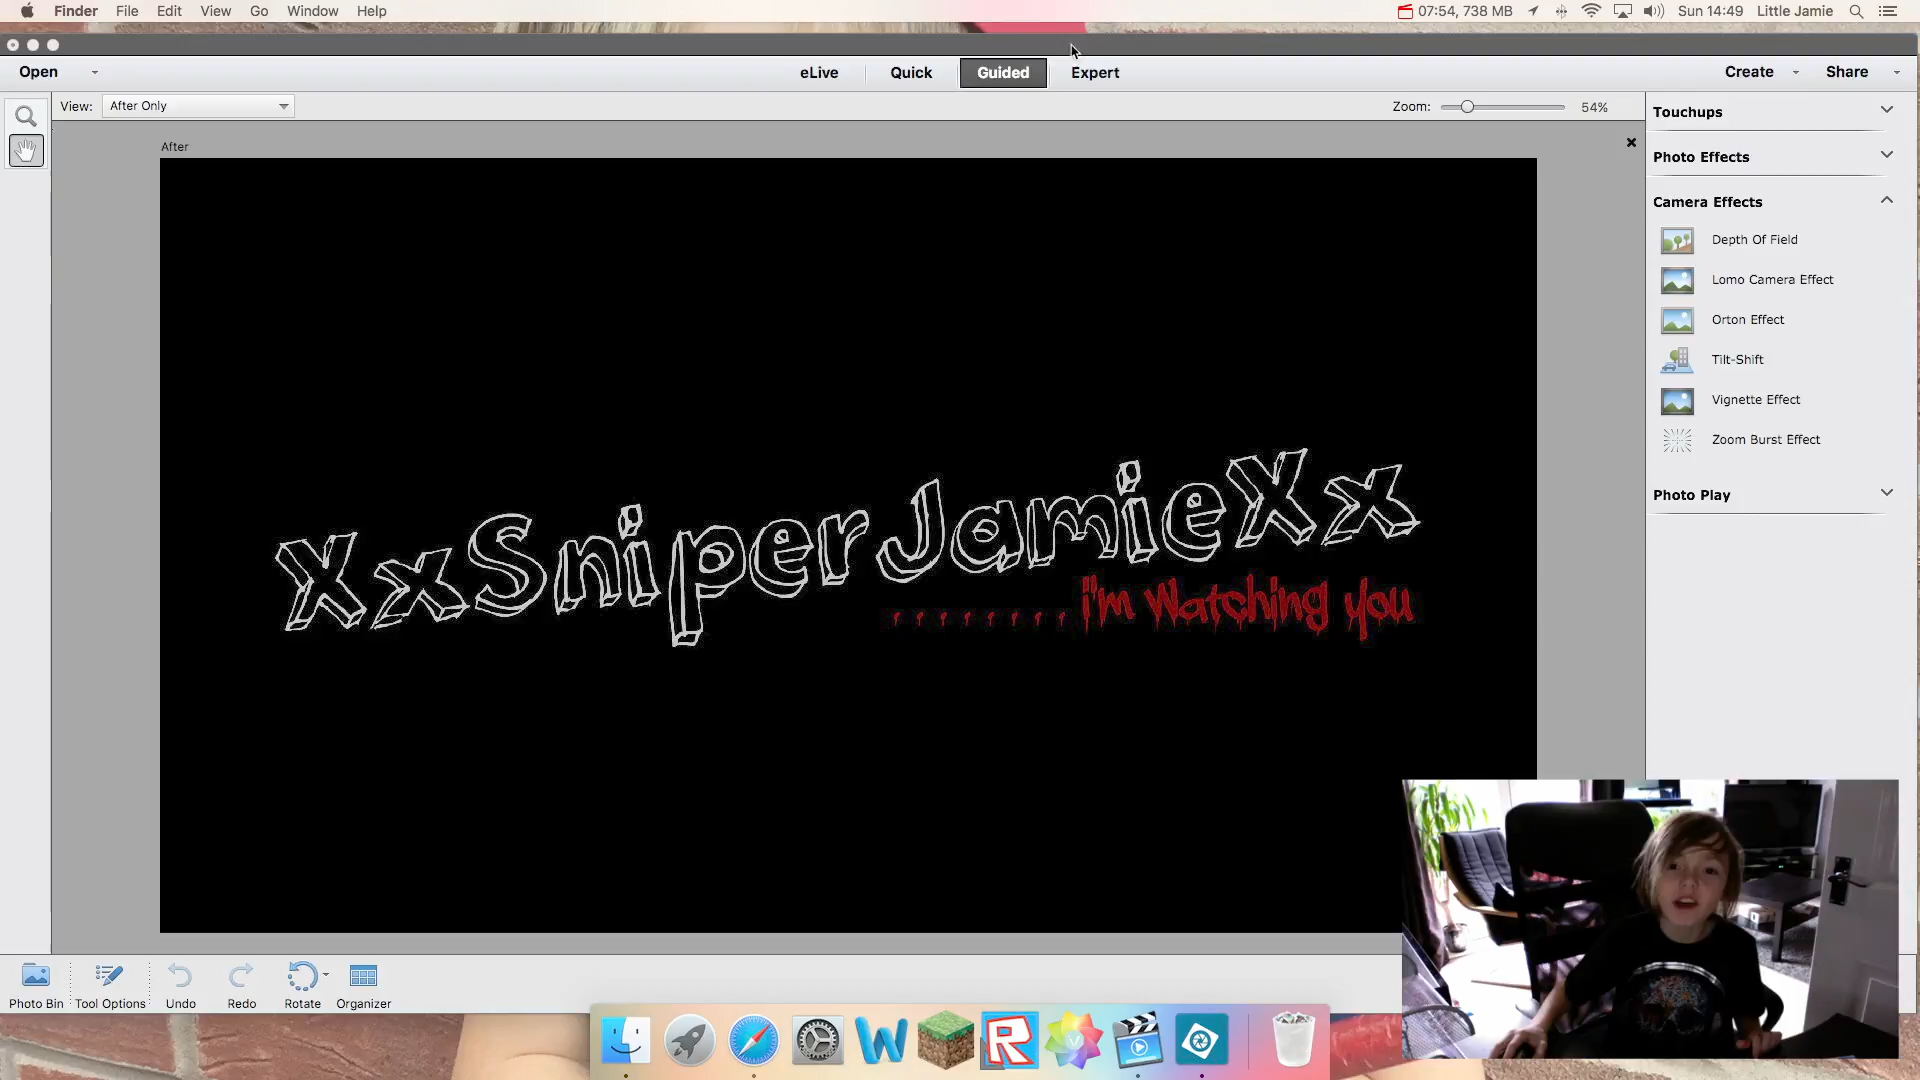 Finder File Edit View Go Window Help 07:54, 738 MB Sun 14:49 Little Jamie
Open eLive Quick Guided Expert Create Share
View: After Only Zoom: 54%
After
Touchups
Photo Effects
Camera Effects
Depth Of Field
Lomo Camera Effect
Orton Effect
Tilt-Shift
Vignette Effect
Zoom Burst Effect
Photo Play
XxSniperJamieXx
, , , , , , , , i'm watching you
Photo Bin Tool Options Undo Redo Rotate Organizer